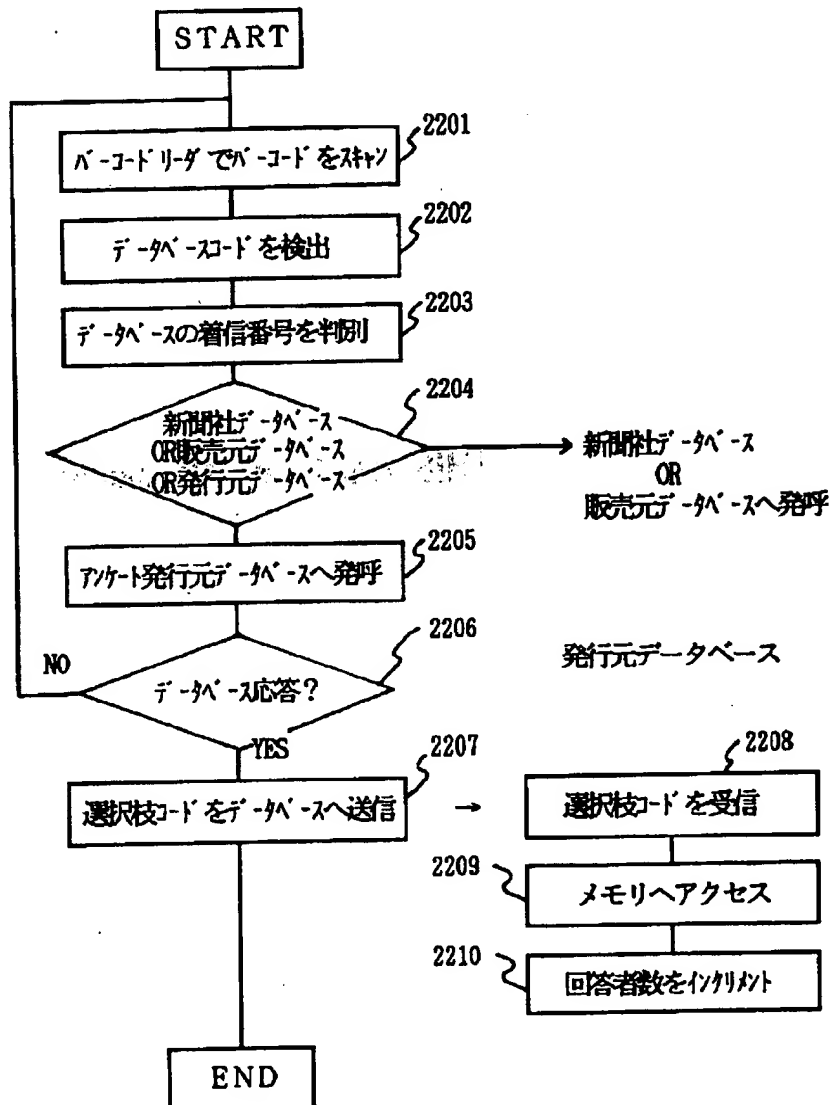 START
2201
バーコードリーダでバーコードをスキャン
2202
データベースコードを検出
2203
データベースの着信番号を判別
2204
新聞社データベース
OR販売元データベース
OR発行元データベース
新聞社データベース
OR
販売元データベースへ発呼
2205
アンケート発行元データベースへ発呼
2206
NO
データベース応答?
発行元データベース
YES
2207
選択枝コードをデータベースへ送信
→
2208
選択枝コードを受信
2209
メモリへアクセス
2210
回答者数をインクリメント
END